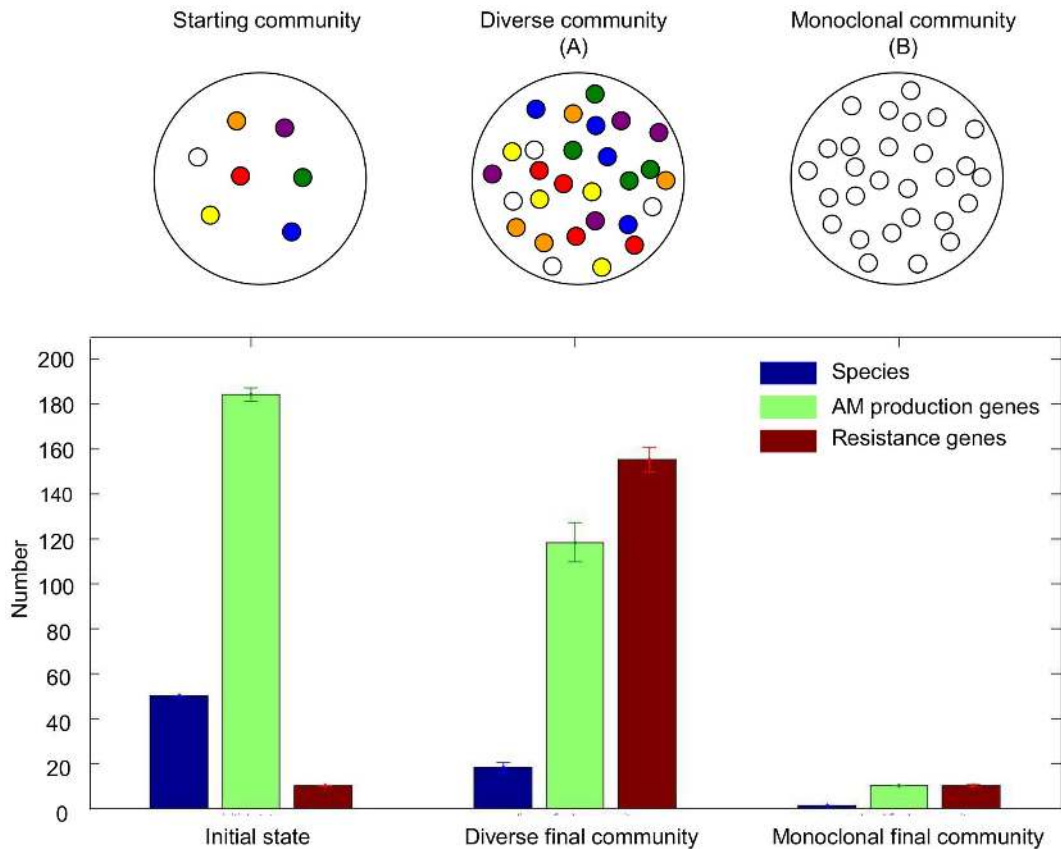 Starting community
Diverse community
(A)
Monoclonal community
(B)
200
180
160
140
120
100
80
60
40
20
0
Number
Species
AM production genes
Resistance genes
Initial state
Diverse final community
Monoclonal final community